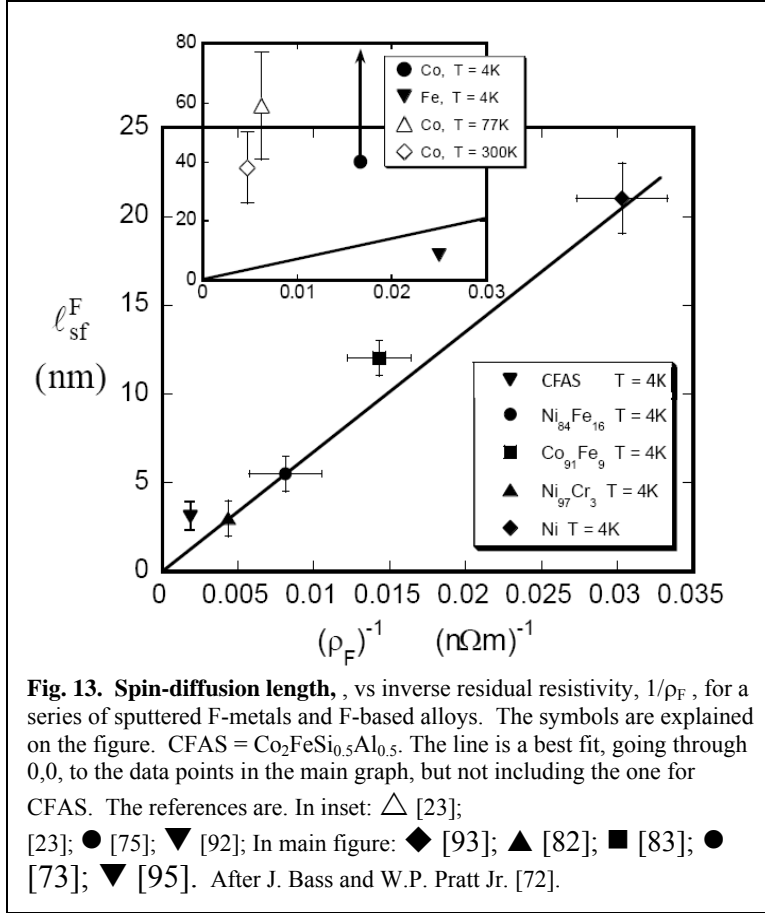 80
60
40
20
0
0
0.01
0.02
0.03
● Co, T = 4K
▼ Fe, T = 4K
△ Co, T = 77K
◇ Co, T = 300K
25
20
15
10
5
0
ℓ_sf^F
(nm)
▼ CFAS T = 4K
● Ni₈₄Fe₁₆ T = 4K
■ Co₉₁Fe₉ T = 4K
▲ Ni₉₇Cr₃ T = 4K
◆ Ni T = 4K
0 0.005 0.01 0.015 0.02 0.025 0.03 0.035
(ρ_F)⁻¹ (nΩm)⁻¹
Fig. 13. Spin-diffusion length, , vs inverse residual resistivity, 1/ρ_F , for a
series of sputtered F-metals and F-based alloys. The symbols are explained
on the figure. CFAS = Co₂FeSi₀.₅Al₀.₅. The line is a best fit, going through
0,0, to the data points in the main graph, but not including the one for
CFAS. The references are. In inset: △ [23];
[23]; ● [75]; ▼ [92]; In main figure: ◆ [93]; ▲ [82]; ■ [83]; ●
[73]; ▼ [95]. After J. Bass and W.P. Pratt Jr. [72].